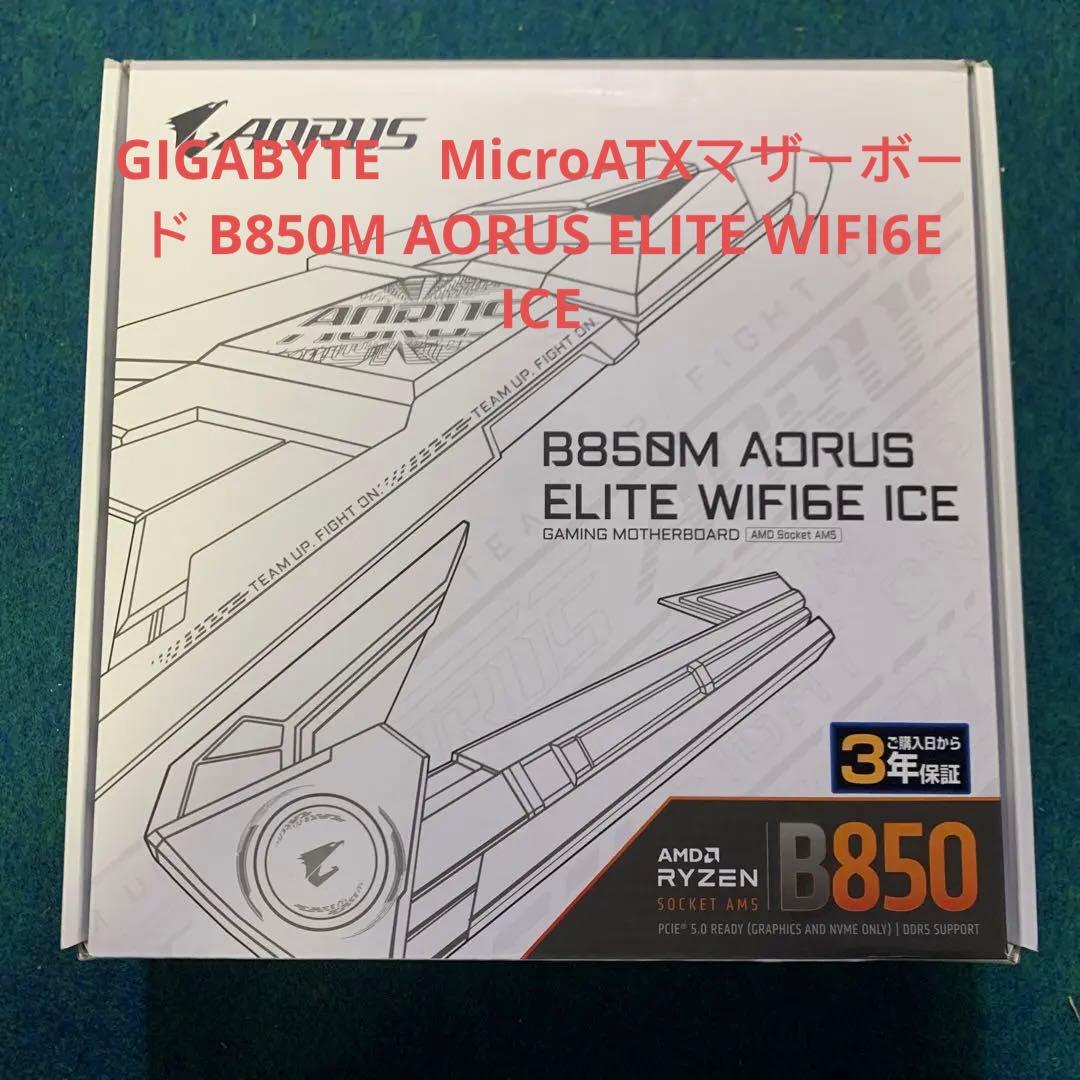 AORUS
GIGABYTE　MicroATXマザーボー
ド B850M AORUS ELITE WIFI6E
ICE
AORUS
TEAM UP. FIGHT ON.
TEAM UP. FIGHT ON.
B850M AORUS
ELITE WIFI6E ICE
GAMING MOTHERBOARD AMD Socket AM5
3年保証
ご購入日から
AMD
RYZEN
SOCKET AM5
B850
PCIE® 5.0 READY (GRAPHICS AND NVME ONLY) | DDR5 SUPPORT